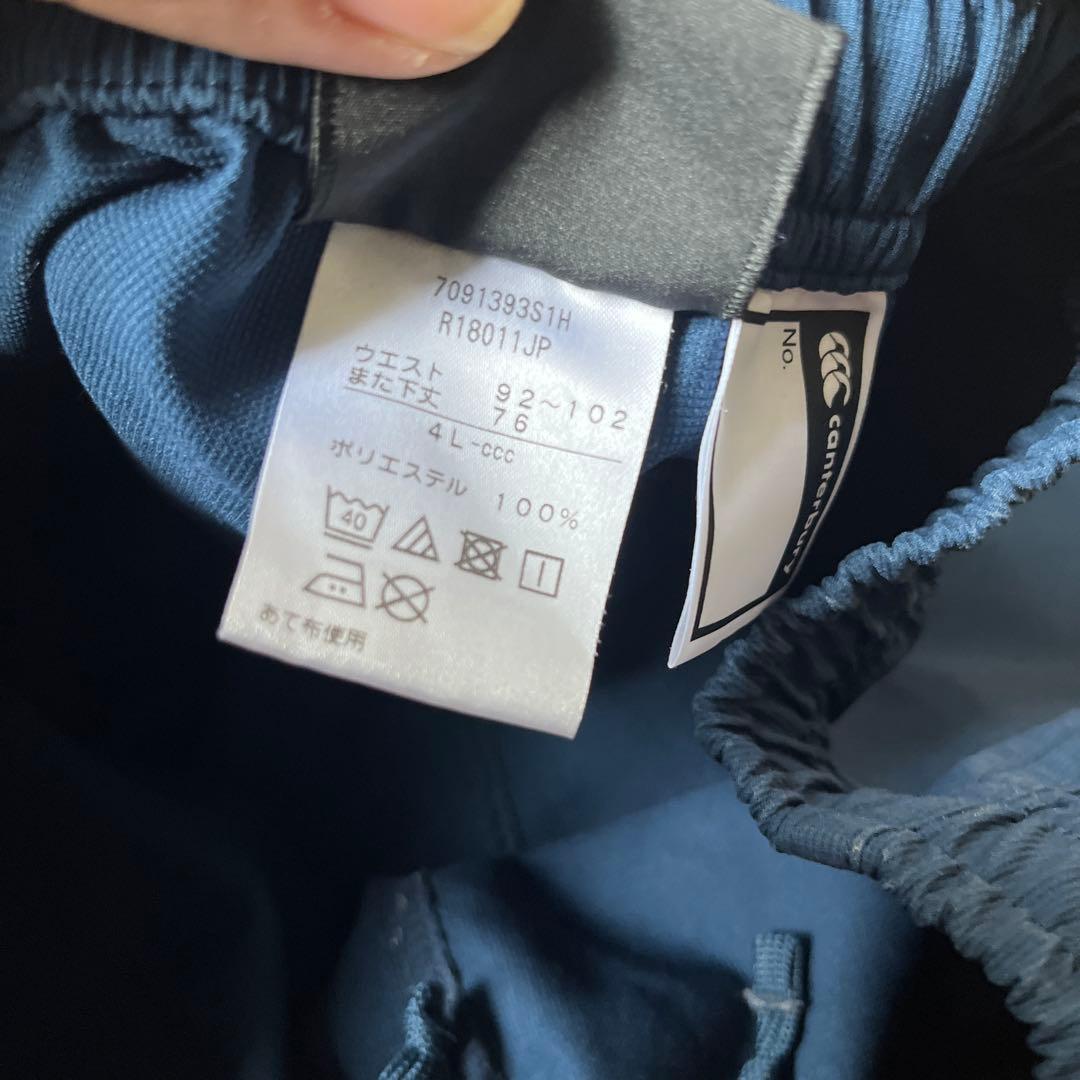 7091393S1H
R18011JP
ウエスト 92～102
また下丈 76
4L-ccc
ポリエステル 100%
40
あて布使用
No.
canterbury